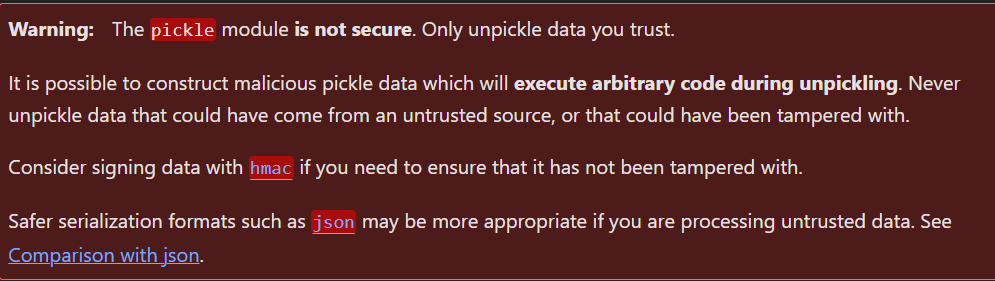 Warning: The pickle module is not secure. Only unpickle data you trust.
It is possible to construct malicious pickle data which will execute arbitrary code during unpickling. Never
unpickle data that could have come from an untrusted source, or that could have been tampered with.
Consider signing data with hmac if you need to ensure that it has not been tampered with.
Safer serialization formats such as json may be more appropriate if you are processing untrusted data. See
Comparison with json.